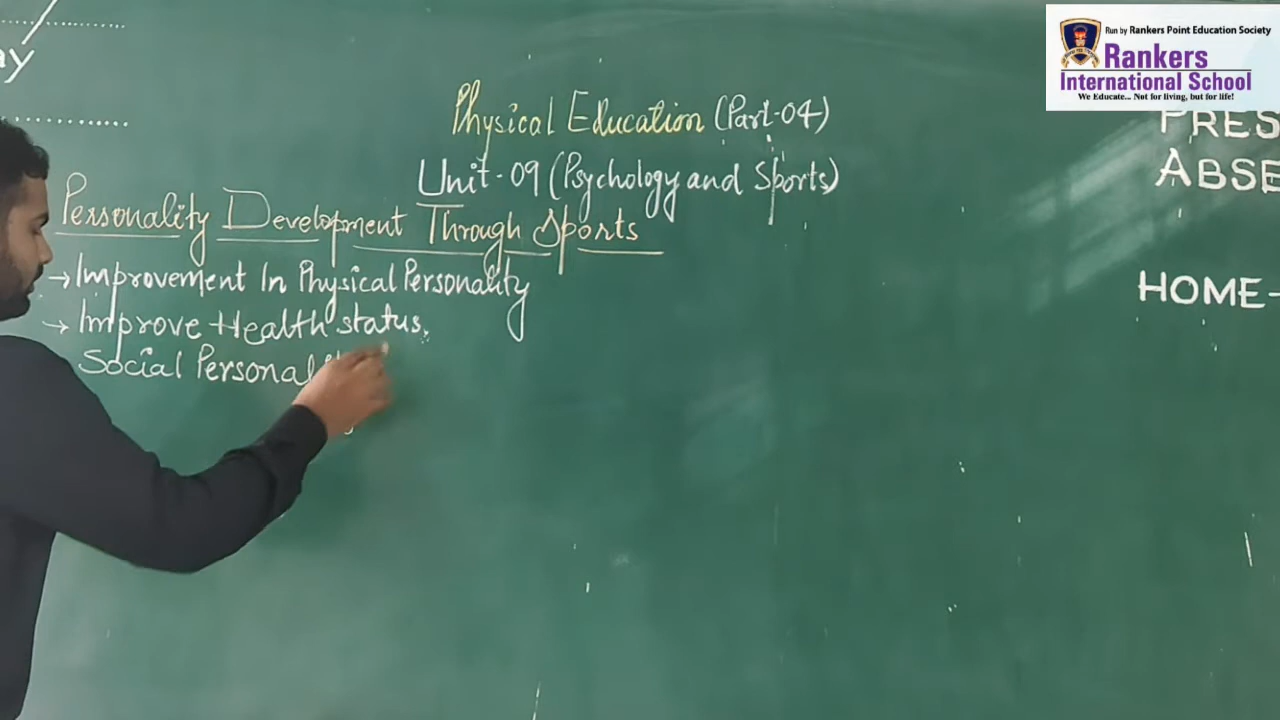 Run by Rankers Point Education Society
Rankers
International School
We Educate... Not for living, but for life!
ay
Physical Education (Part-04)
Unit-09 (Psychology and Sports)
Personality Development Through Sports
→ Improvement In Physical Personality
→ Improve Health status.
Social
PRES
ABSE
HOME-